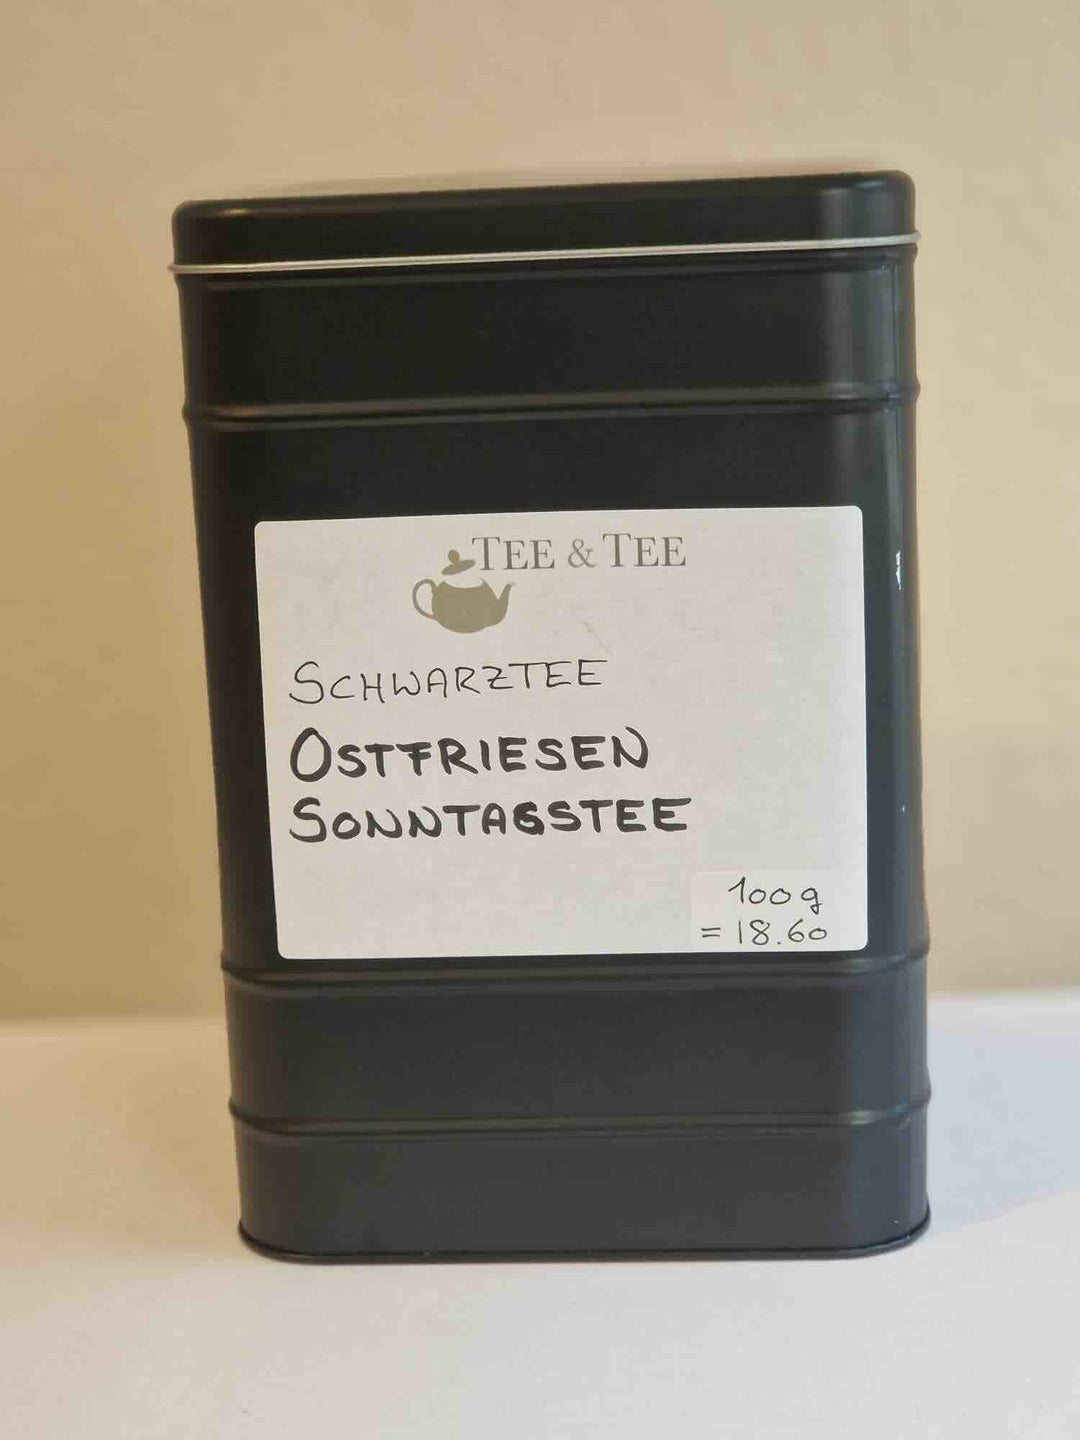 TEE & TEE
SCHWARZTEE
OSTFRIESEN
SONNTAGSTEE
100g
= 18.60